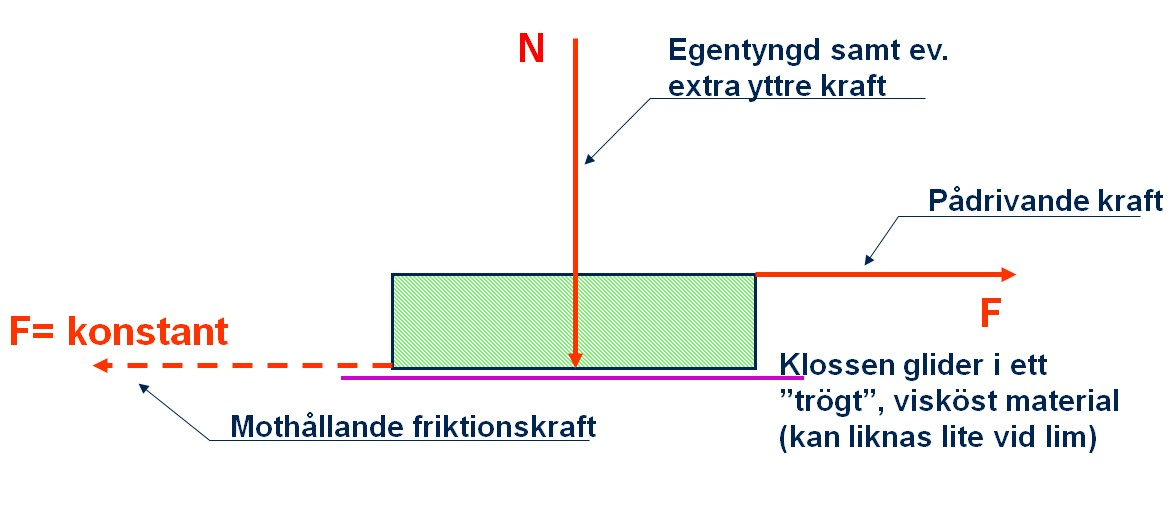 N
Egentyngd samt ev.
extra yttre kraft
Pådrivande kraft
F
F= konstant
Klossen glider i ett
”trögt”, visköst material
(kan liknas lite vid lim)
Mothållande friktionskraft